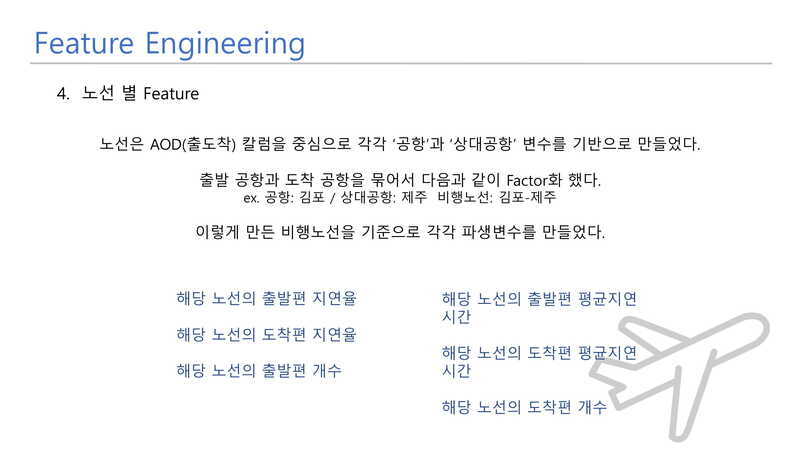 Feature Engineering
4. 노선 별 Feature
노선은 AOD(출도착) 칼럼을 중심으로 각각 '공항'과 '상대공항' 변수를 기반으로 만들었다.
출발 공항과 도착 공항을 묶어서 다음과 같이 Factor화 했다.
ex. 공항: 김포 / 상대공항: 제주 비행노선: 김포-제주
이렇게 만든 비행노선을 기준으로 각각 파생변수를 만들었다.
해당 노선의 출발편 지연율
해당 노선의 도착편 지연율
해당 노선의 출발편 개수
해당 노선의 출발편 평균지연
시간
해당 노선의 도착편 평균지연
시간
해당 노선의 도착편 개수